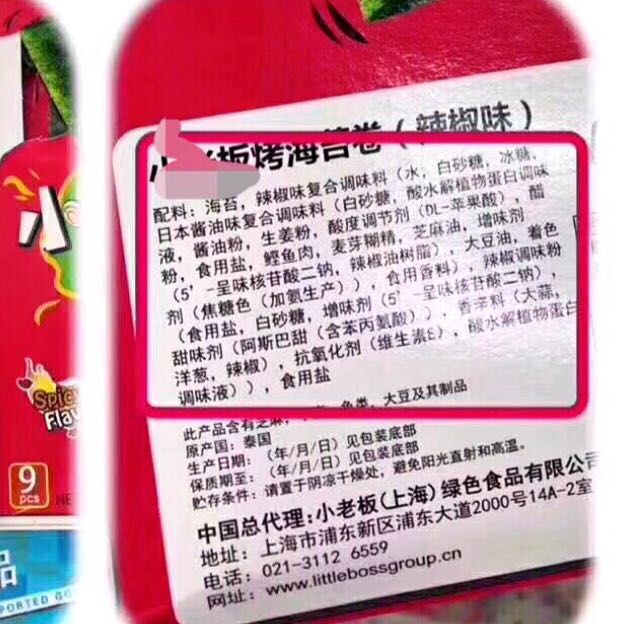 小
SPICY
Flav
9
pcs
NE
品
PORTED GO
板烤海苔卷（辣椒味）
配料：海苔，辣椒味复合调味料（水，白砂糖，冰糖，
日本酱油味复合调味料（白砂糖，酸水解植物蛋白调味
液，酱油粉，生姜粉，酸度调节剂（DL-苹果酸），醋
粉，食用盐，鲣鱼肉，麦芽糊精，芝麻油，增味剂
（5’-呈味核苷酸二钠，辣椒油树脂），大豆油，着色
剂（焦糖色（加氨生产）），食用香料），辣椒调味粉
（食用盐，白砂糖，增味剂（5’-呈味核苷酸二钠），
甜味剂（阿斯巴甜（含苯丙氨酸）），香辛料（大蒜，
洋葱，辣椒），抗氧化剂（维生素E），酸水解植物蛋白
调味液）），食用盐
此产品含有芝麻，鱼类，大豆及其制品
原产国：泰国
生产日期：（年/月/日）见包装底部
保质期至：（年/月/日）见包装底部
贮存条件：请置于阴凉干燥处，避免阳光直射和高温。
中国总代理：小老板（上海）绿色食品有限公司
地址：上海市浦东新区浦东大道2000号14A-2室
电话：021-3112 6559
网址：www.littlebossgroup.cn